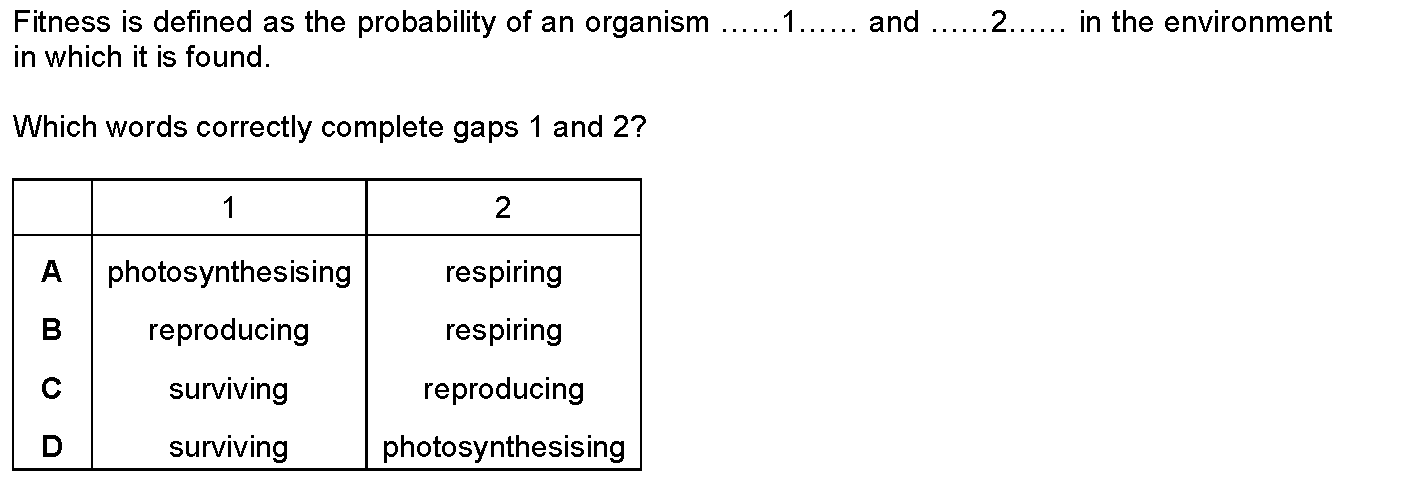 Fitness is defined as the probability of an organism ......1...... and ......2...... in the environment
in which it is found.
Which words correctly complete gaps 1 and 2?
1 2
A photosynthesising respiring
B reproducing respiring
C surviving reproducing
D surviving photosynthesising